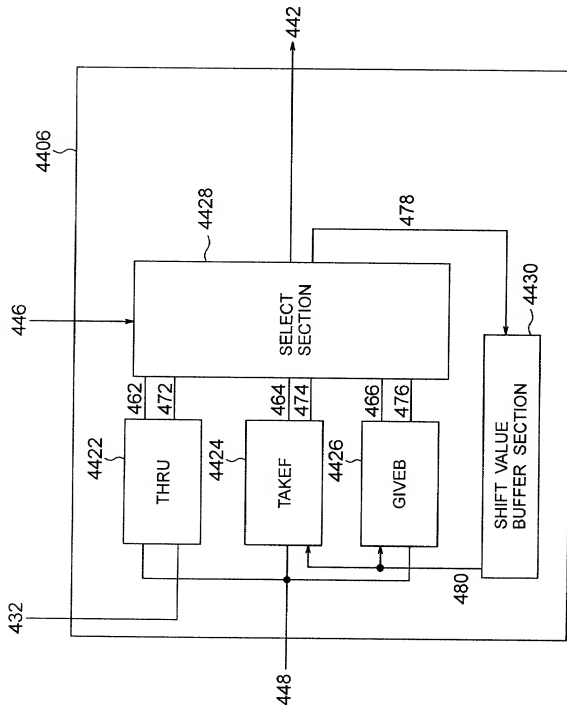 4406
442
446
4428
478
SELECT
SECTION
4430
462
472
464
474
466
476
4422
4424
4426
THRU
TAKEF
GIVEB
SHIFT VALUE
BUFFER SECTION
480
432
448